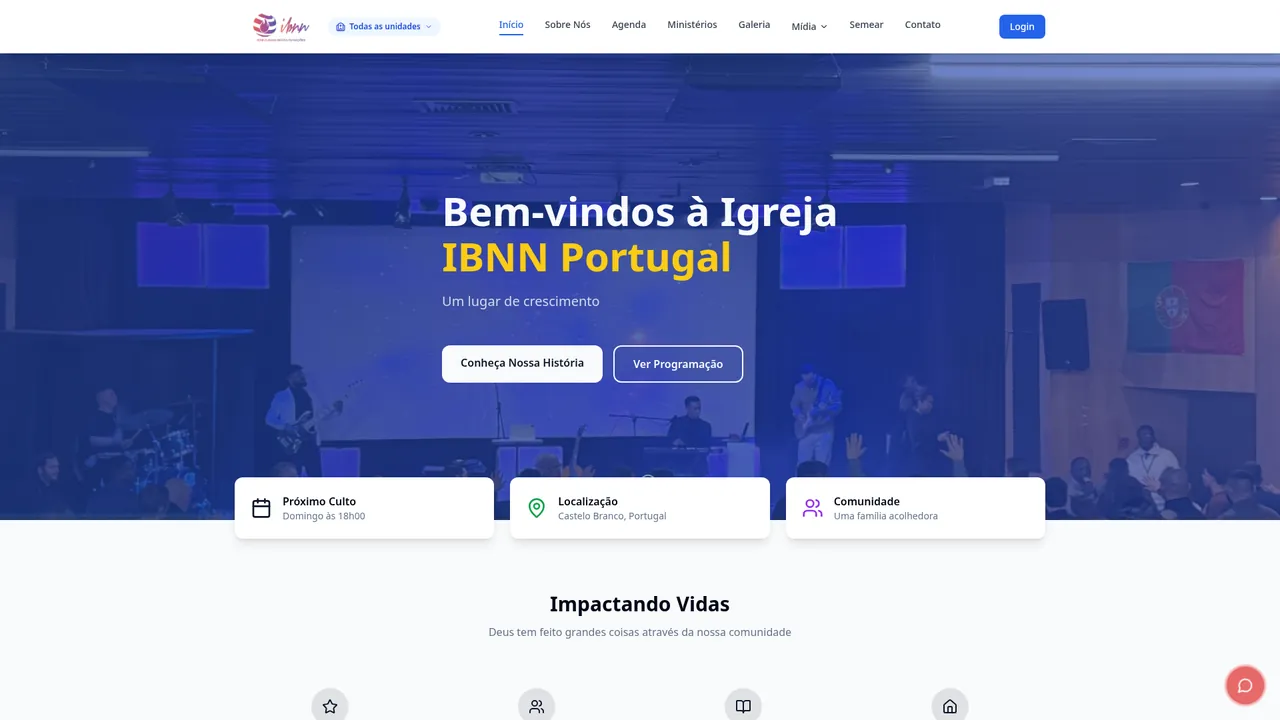 ibnn
Todas as unidades
Início
Sobre Nós
Agenda
Ministérios
Galeria
Mídia
Semear
Contato
Login
Bem-vindos à Igreja
IBNN Portugal
Um lugar de crescimento
Conheça Nossa História
Ver Programação
Próximo Culto
Domingo às 18h00
Localização
Castelo Branco, Portugal
Comunidade
Uma família acolhedora
Impactando Vidas
Deus tem feito grandes coisas através da nossa comunidade